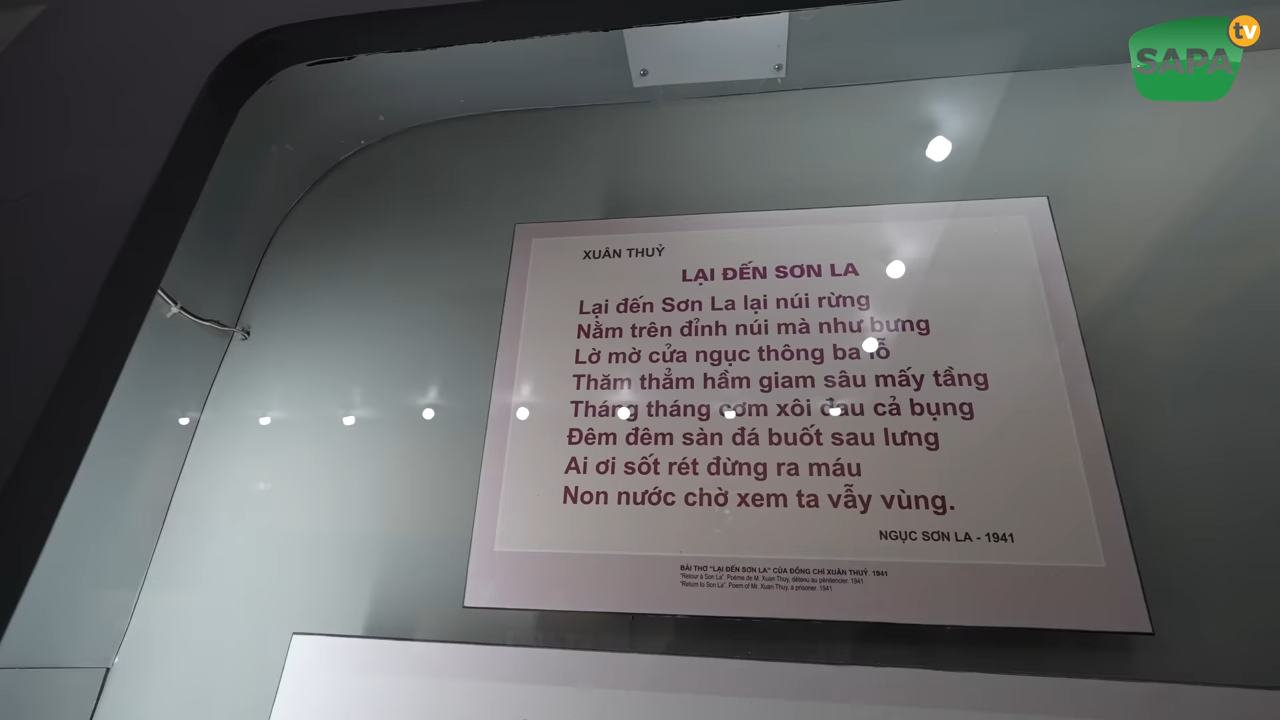 SAPA tv
XUÂN THUỶ
LẠI ĐẾN SƠN LA
Lại đến Sơn La lại núi rừng
Nằm trên đỉnh núi mà như bưng
Lờ mờ cửa ngục thông ba lỗ
Thăm thẳm hầm giam sâu mấy tầng
Tháng tháng cơm xôi đau cả bụng
Đêm đêm sàn đá buốt sau lưng
Ai ơi sốt rét đừng ra máu
Non nước chờ xem ta vẫy vùng.
NGỤC SƠN LA - 1941
BÀI THƠ "LẠI ĐẾN SƠN LA" CỦA ĐỒNG CHÍ XUÂN THUỶ. 1941
"Retour à Son La". Poème de M. Xuan Thuy, détenu au pénitencier. 1941
"Return to Son La". Poem of Mr. Xuan Thuy, a prisoner. 1941